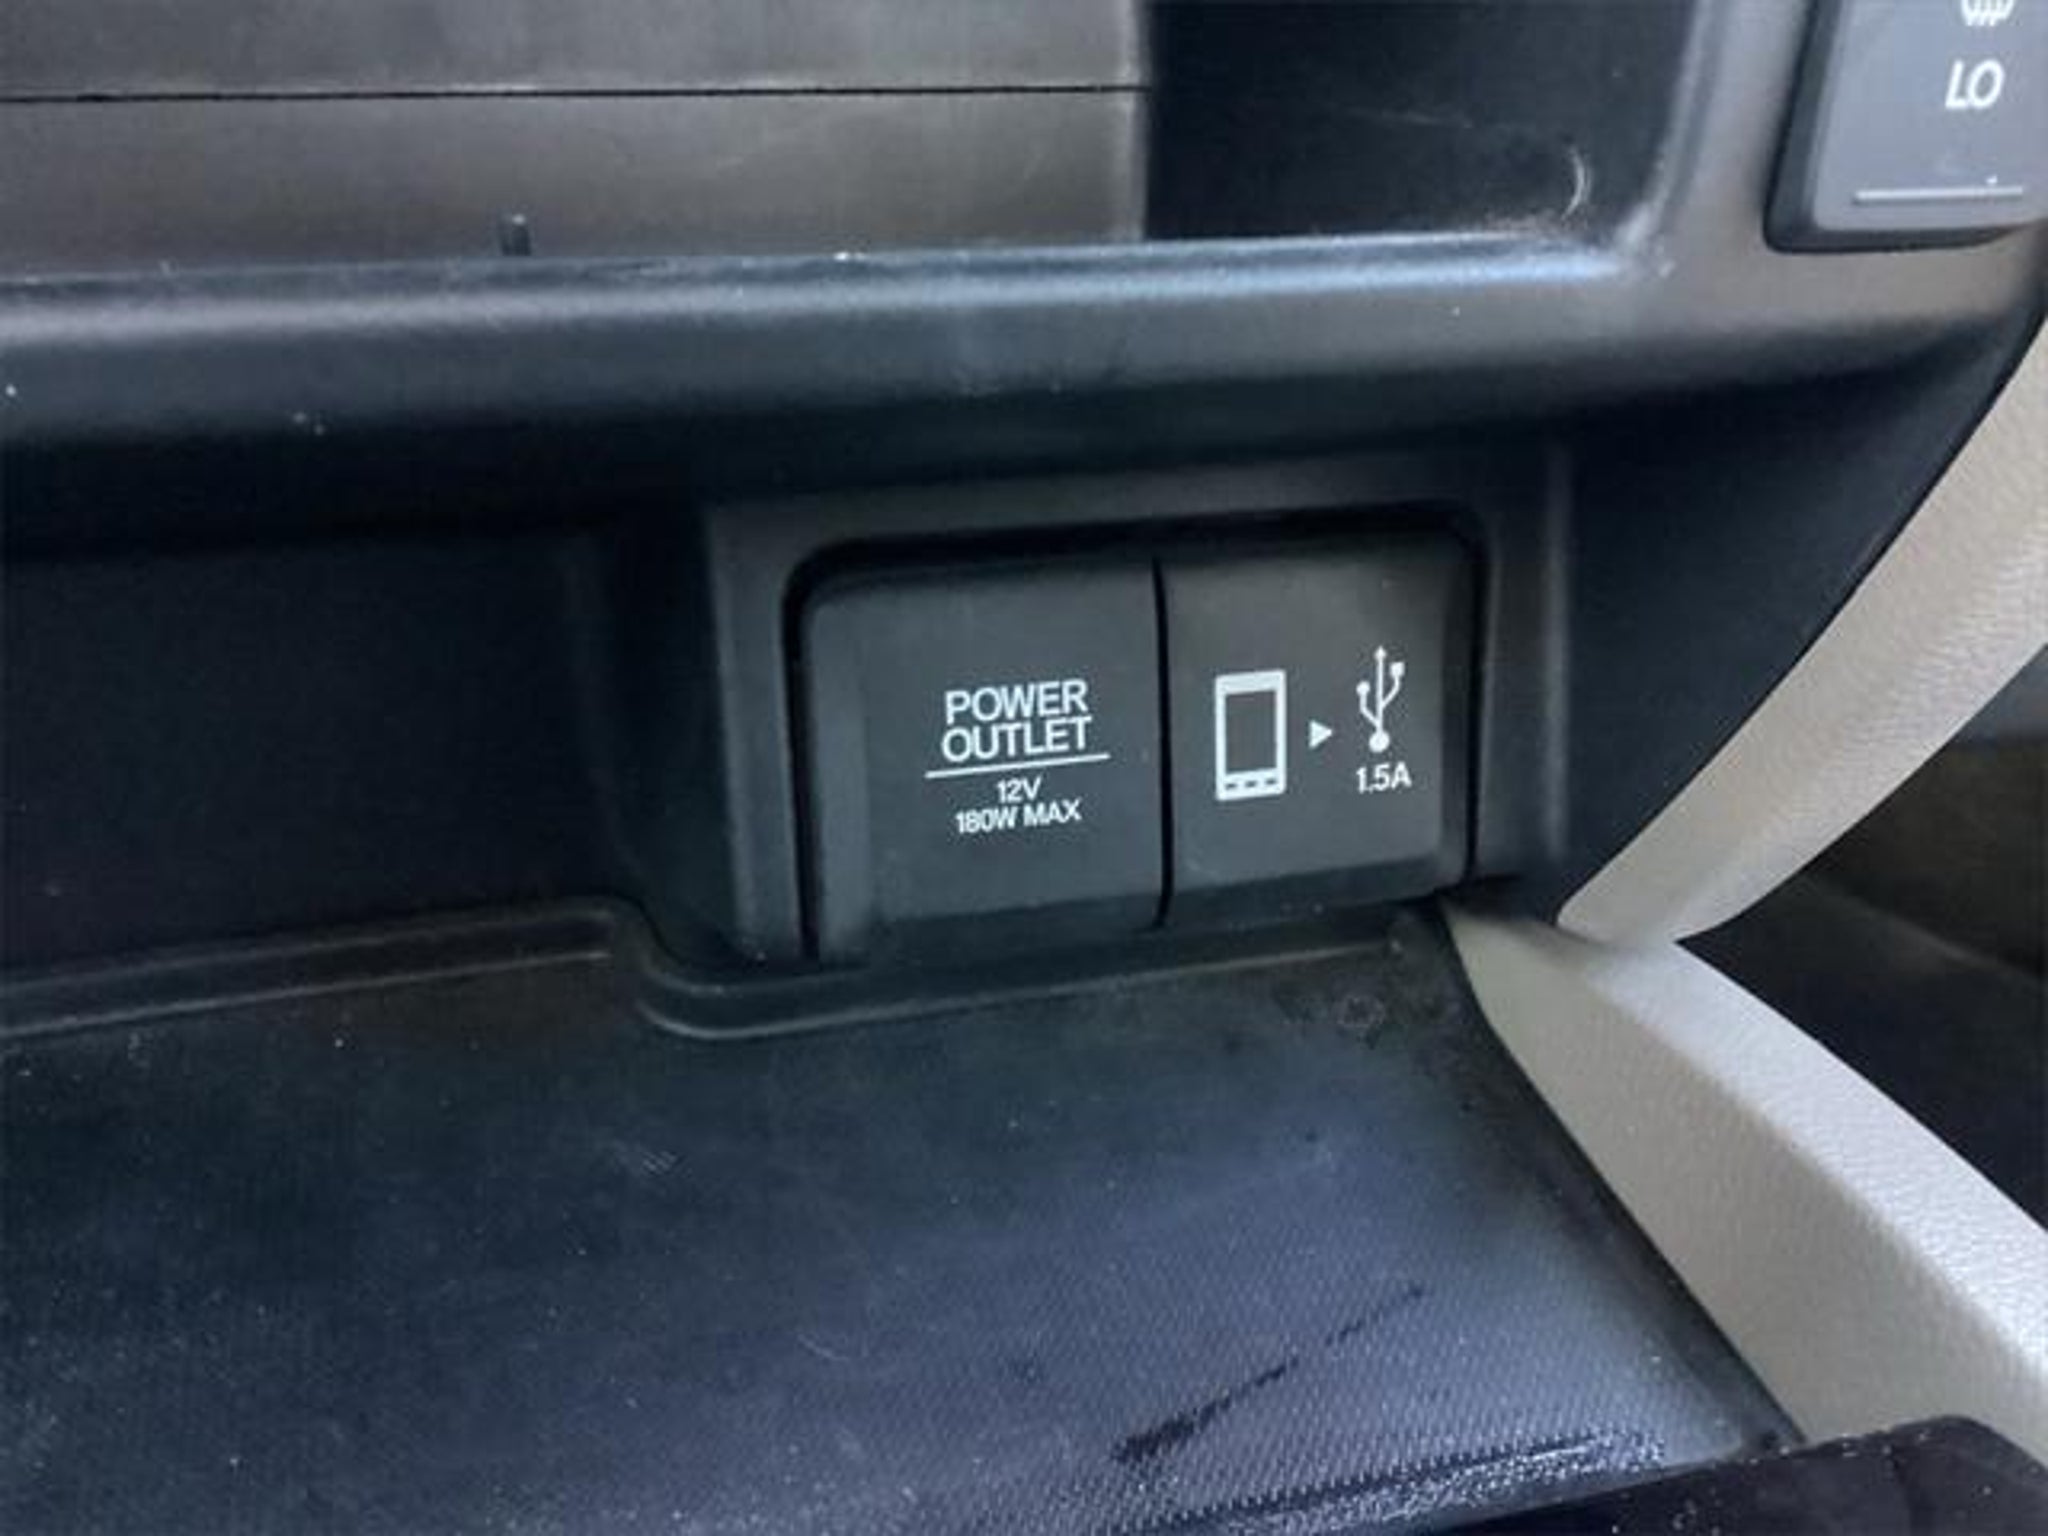 LO
POWER
OUTLET
12V
180W MAX
1.5A